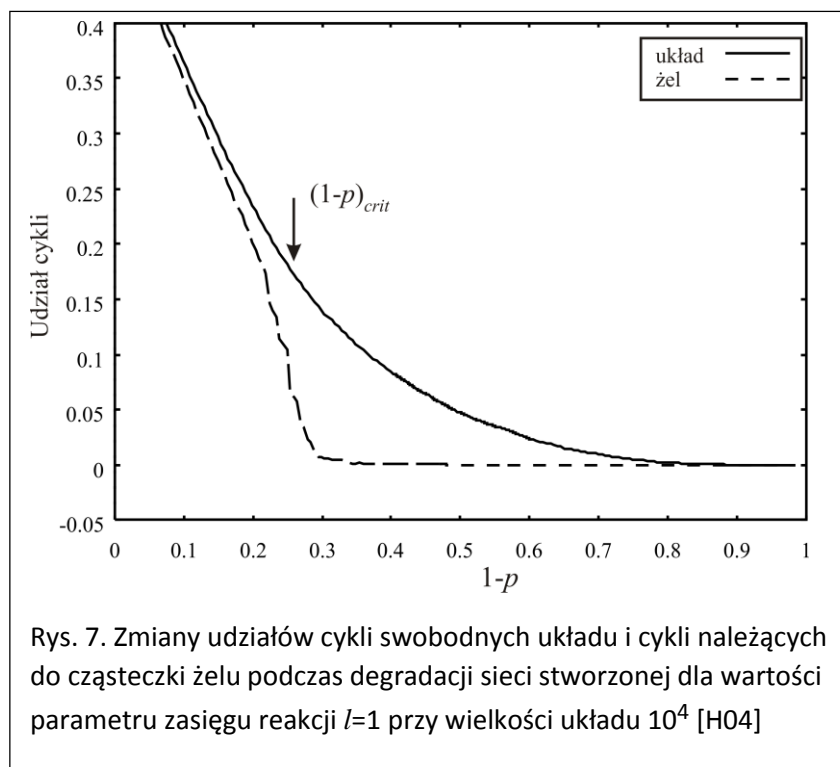 0.4
0.35
0.3
0.25
0.2
0.15
0.1
0.05
0
-0.05
Udział cykli
układ
żel
(1-p)crit
0 0.1 0.2 0.3 0.4 0.5 0.6 0.7 0.8 0.9 1
1-p
Rys. 7. Zmiany udziałów cykli swobodnych układu i cykli należących
do cząsteczki żelu podczas degradacji sieci stworzonej dla wartości
parametru zasięgu reakcji l=1 przy wielkości układu 10⁴ [H04]